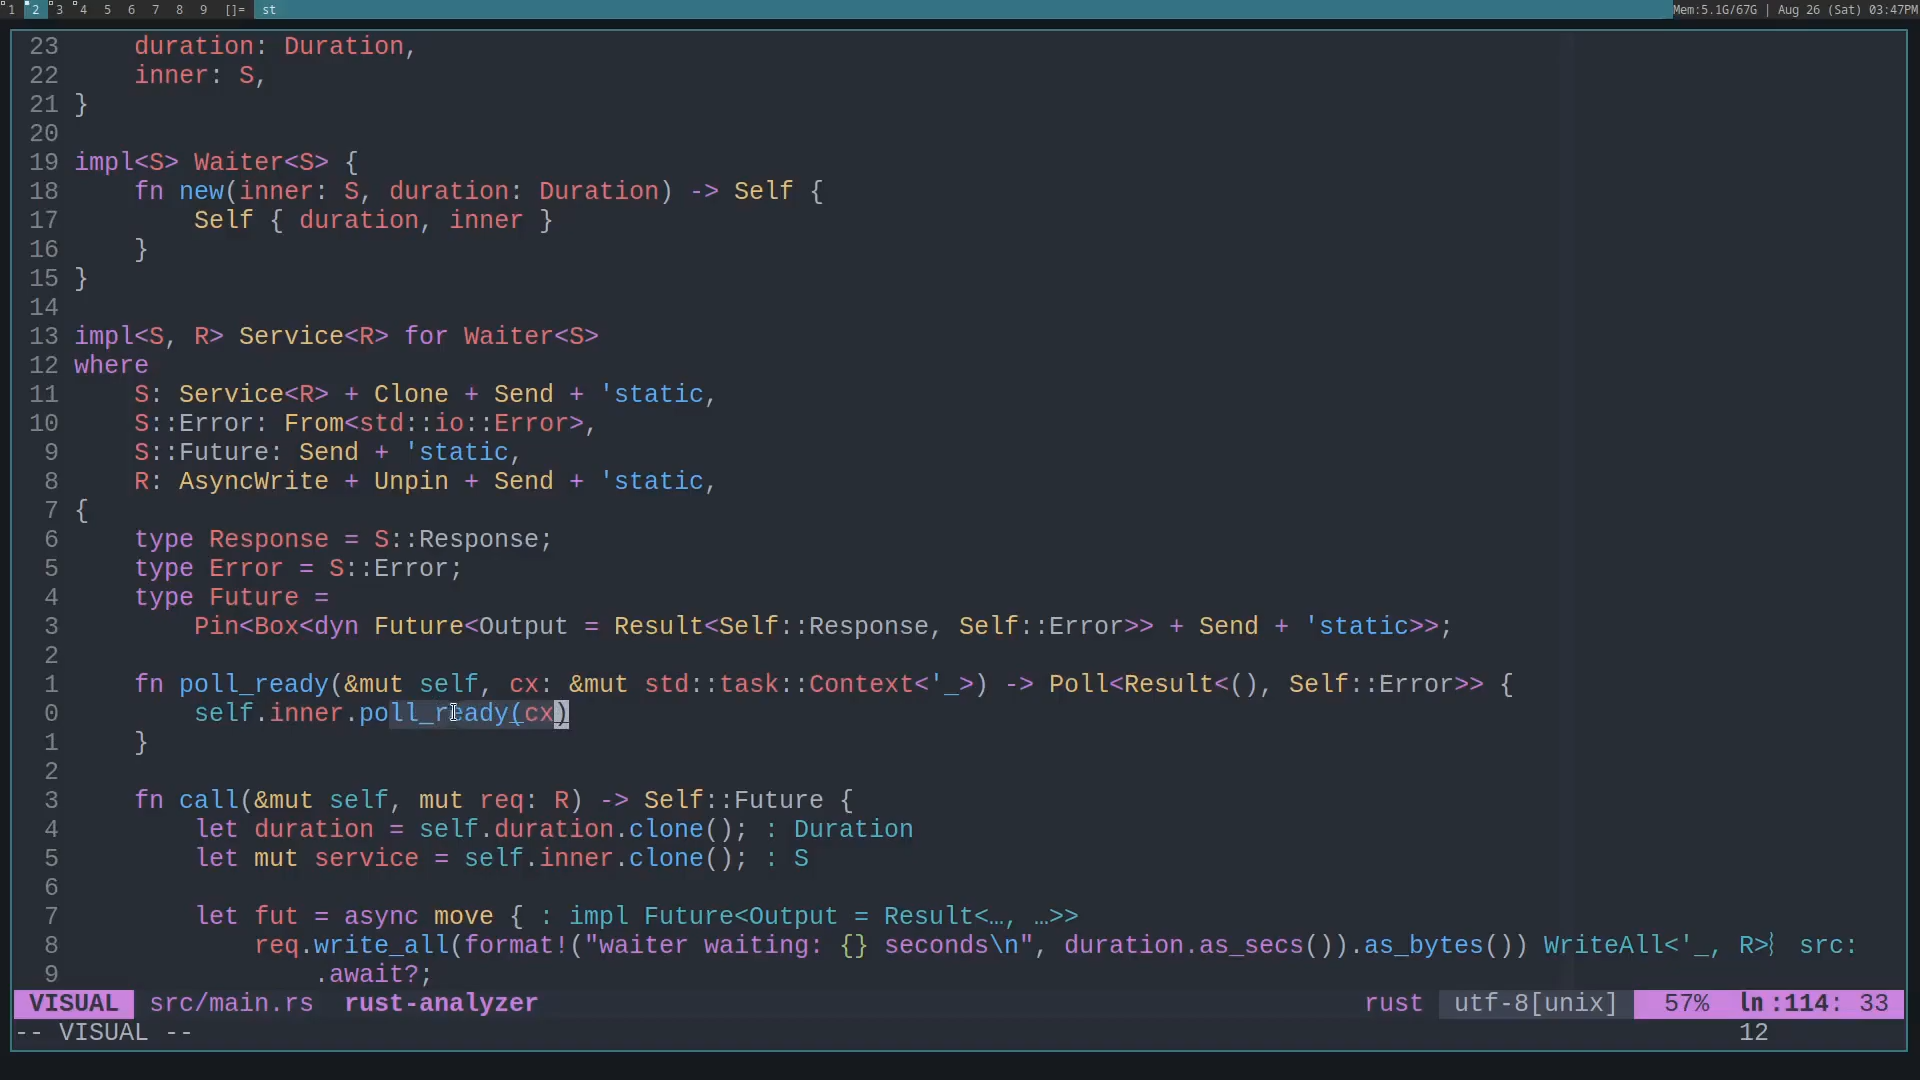 1 2 3 4 5 6 7 8 9 []= st Mem:5.1G/67G | Aug 26 (Sat) 03:47PM
23     duration: Duration,
22     inner: S,
21 }
20
19 impl<S> Waiter<S> {
18     fn new(inner: S, duration: Duration) -> Self {
17         Self { duration, inner }
16     }
15 }
14
13 impl<S, R> Service<R> for Waiter<S>
12 where
11     S: Service<R> + Clone + Send + 'static,
10     S::Error: From<std::io::Error>,
9     S::Future: Send + 'static,
8     R: AsyncWrite + Unpin + Send + 'static,
7 {
6     type Response = S::Response;
5     type Error = S::Error;
4     type Future =
3         Pin<Box<dyn Future<Output = Result<Self::Response, Self::Error>> + Send + 'static>>;
2
1     fn poll_ready(&mut self, cx: &mut std::task::Context<'_>) -> Poll<Result<(), Self::Error>> {
0         self.inner.poll_ready(cx)
1     }
2
3     fn call(&mut self, mut req: R) -> Self::Future {
4         let duration = self.duration.clone(); : Duration
5         let mut service = self.inner.clone(); : S
6
7         let fut = async move { : impl Future<Output = Result<…, …>>
8             req.write_all(format!("waiter waiting: {} seconds\n", duration.as_secs()).as_bytes()) WriteAll<'_, R>⌇ src:
9                 .await?;
VISUAL src/main.rs rust-analyzer rust utf-8[unix] 57% ln:114: 33
-- VISUAL -- 12